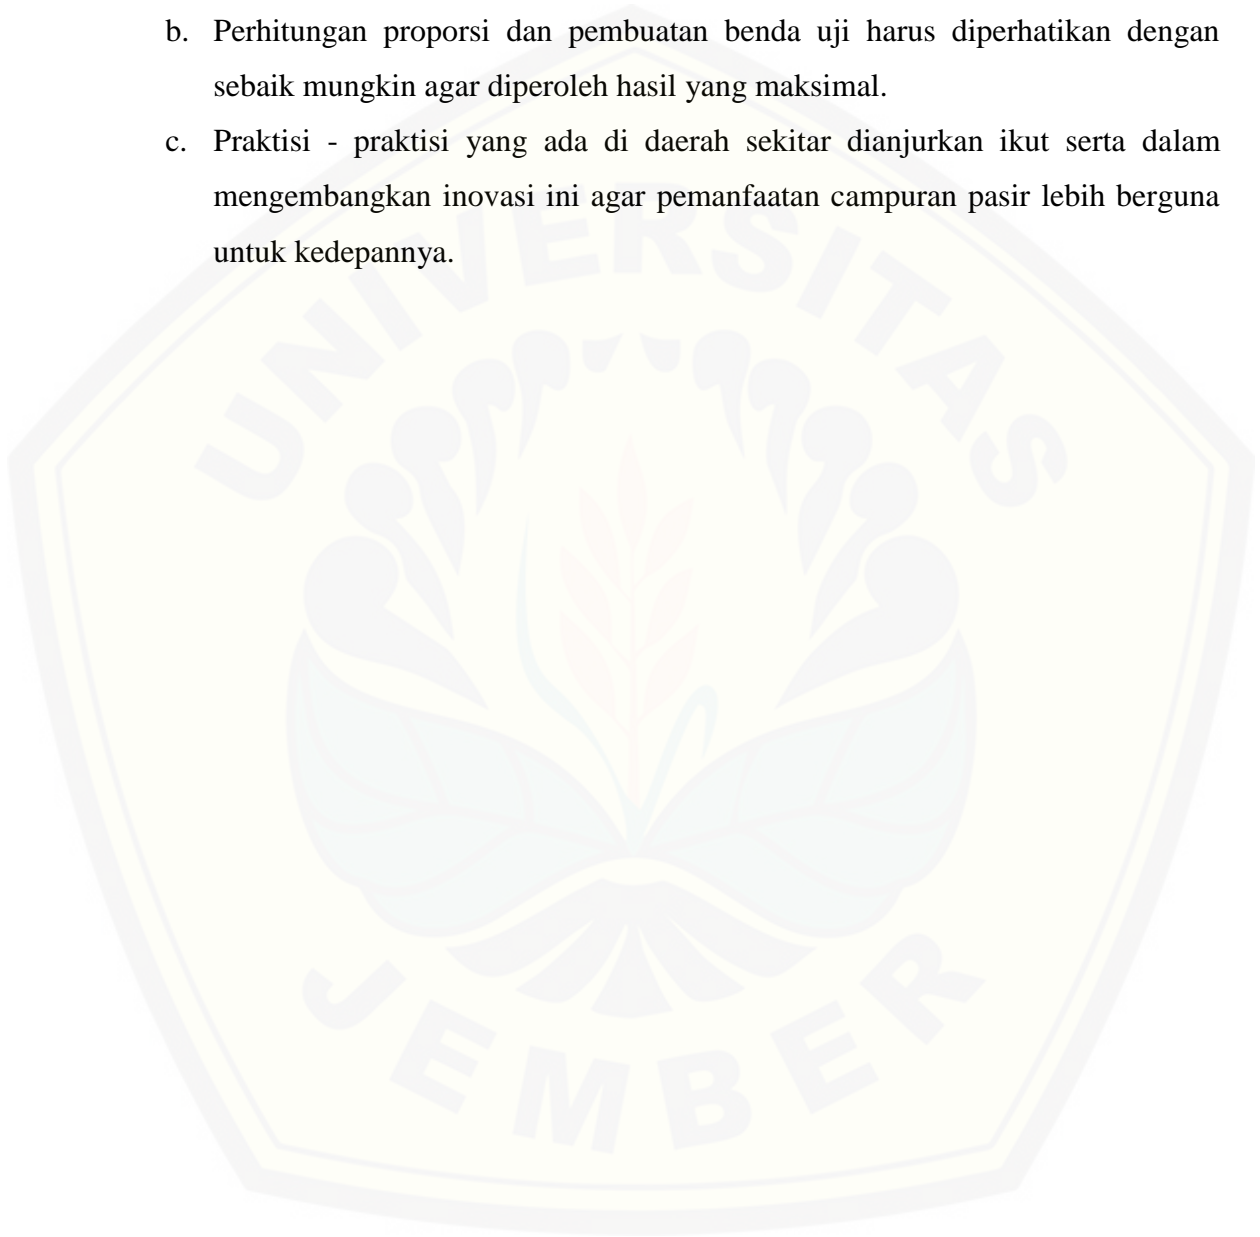 b. Perhitungan proporsi dan pembuatan benda uji harus diperhatikan dengan
sebaik mungkin agar diperoleh hasil yang maksimal.
c. Praktisi - praktisi yang ada di daerah sekitar dianjurkan ikut serta dalam
mengembangkan inovasi ini agar pemanfaatan campuran pasir lebih berguna
untuk kedepannya.
UNIVERSITAS
JEMBER